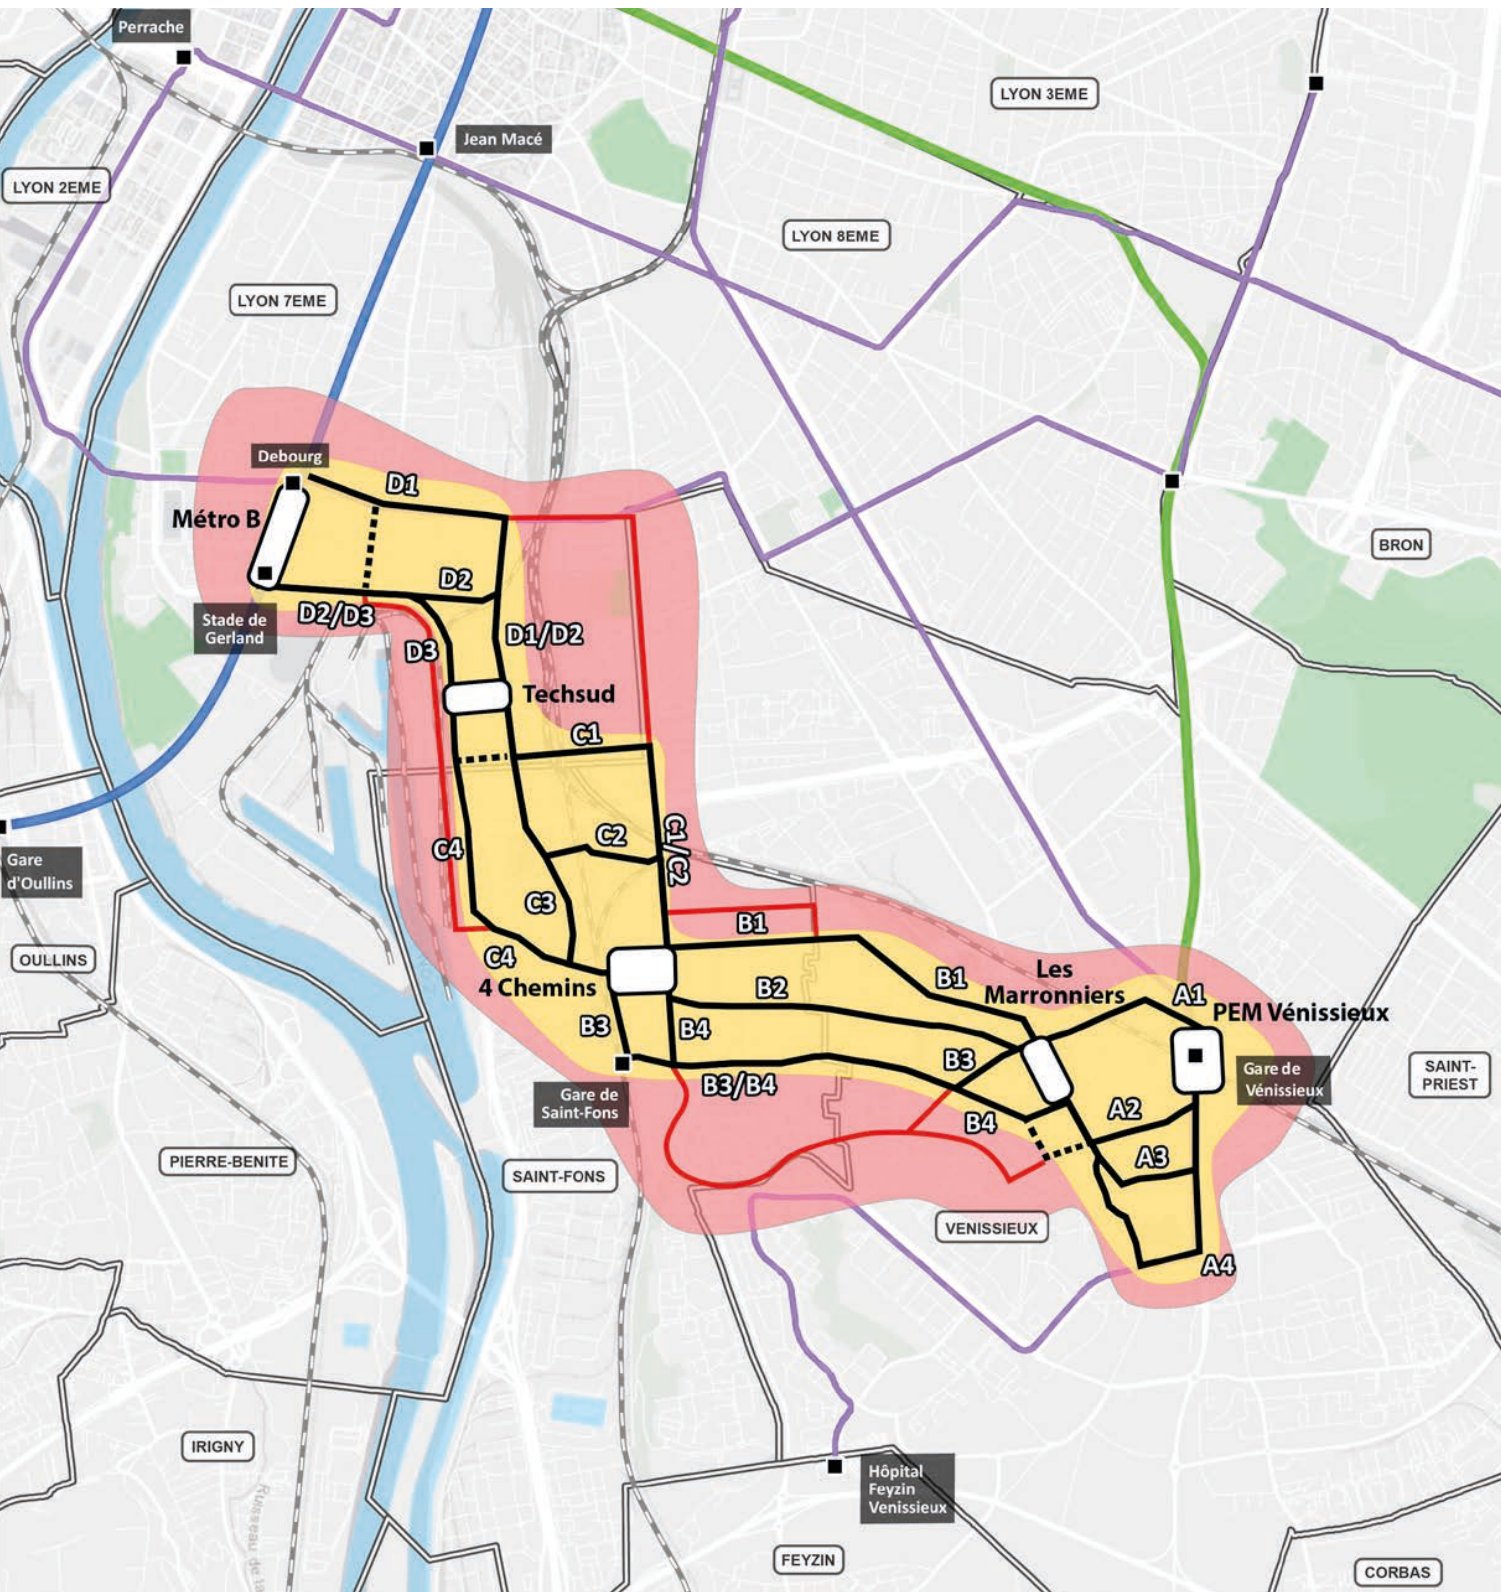 Perrache
LYON 3EME
Jean Macé
LYON 2EME
LYON 8EME
LYON 7EME
Debourg
D1
Métro B
BRON
D2
Stade de
Gerland
D2/D3
D1/D2
D3
Techsud
C1
C2
C1/C2
C4
Gare
d'Oullins
C3
B1
OULLINS
C4
4 Chemins
B2
B1
Les
Marronniers
A1
PEM Vénissieux
B3
B4
B3
Gare de
Vénissieux
SAINT-
PRIEST
B3/B4
Gare de
Saint-Fons
A2
B4
A3
PIERRE-BENITE
SAINT-FONS
VENISSIEUX
A4
IRIGNY
Hôpital
Feyzin
Venissieux
FEYZIN
CORBAS